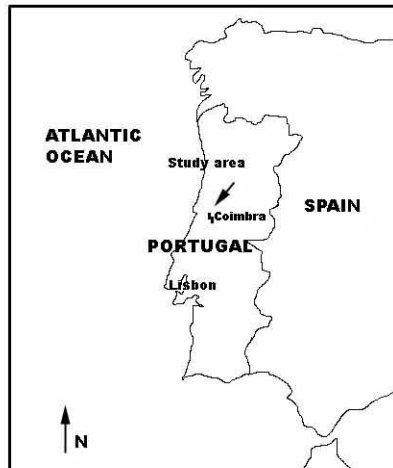 ATLANTIC
OCEAN
Study area
SPAIN
Coimbra
PORTUGAL
Lisbon
N